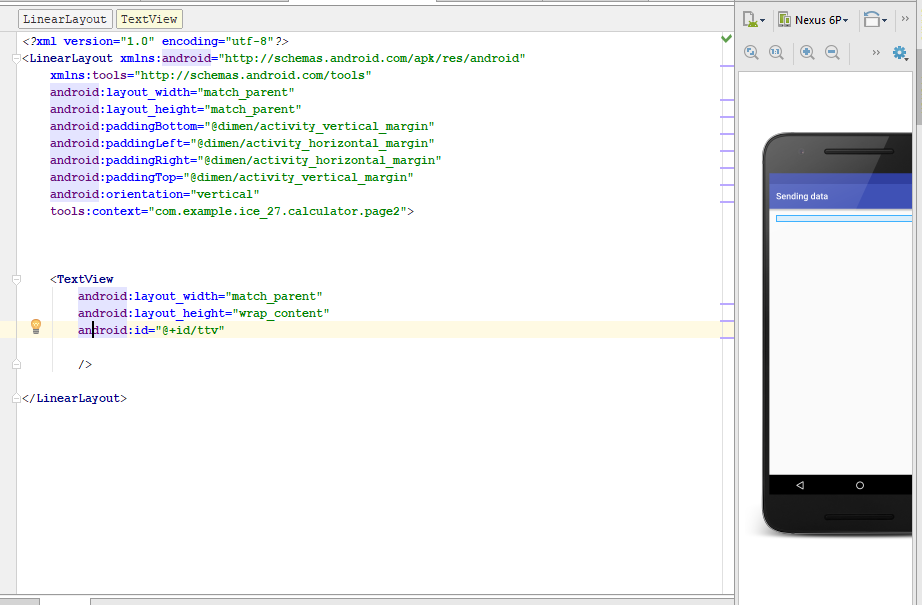 LinearLayout TextView
Nexus 6P
<?xml version="1.0" encoding="utf-8"?>
<LinearLayout xmlns:android="http://schemas.android.com/apk/res/android"
xmlns:tools="http://schemas.android.com/tools"
android:layout_width="match_parent"
android:layout_height="match_parent"
android:paddingBottom="@dimen/activity_vertical_margin"
android:paddingLeft="@dimen/activity_horizontal_margin"
android:paddingRight="@dimen/activity_horizontal_margin"
android:paddingTop="@dimen/activity_vertical_margin"
android:orientation="vertical"
tools:context="com.example.ice_27.calculator.page2">
<TextView
android:layout_width="match_parent"
android:layout_height="wrap_content"
android:id="@+id/ttv"
/>
</LinearLayout>
Sending data